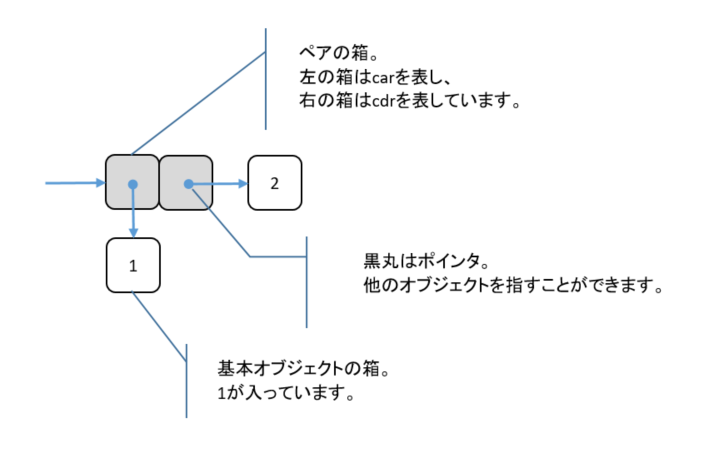 ペアの箱。
左の箱はcarを表し、
右の箱はcdrを表しています。
2
1
黒丸はポインタ。
他のオブジェクトを指すことができます。
基本オブジェクトの箱。
1が入っています。